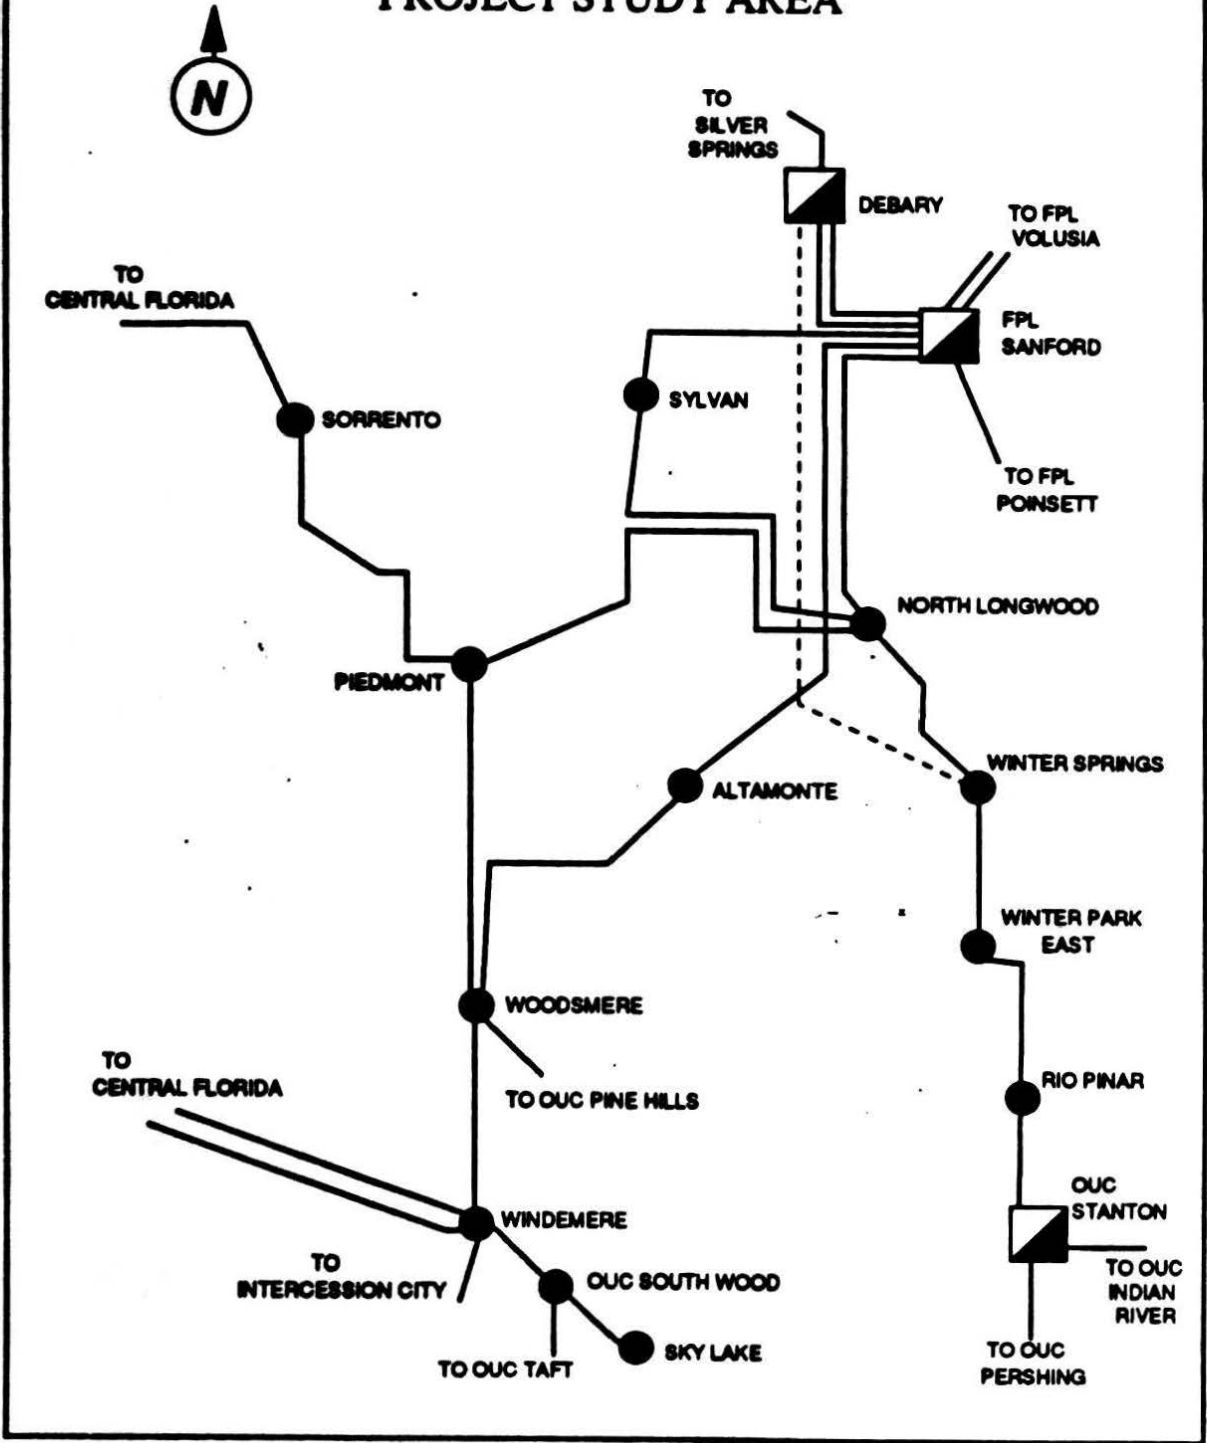 PROJECT STUDY AREA
N
TO
SILVER
SPRINGS
DEBARY
TO FPL
VOLUSIA
TO
CENTRAL FLORIDA
FPL
SANFORD
SYLVAN
SORRENTO
TO FPL
POINSETT
NORTH LONGWOOD
PIEDMONT
WINTER SPRINGS
ALTAMONTE
WINTER PARK
EAST
WOODSMERE
TO
CENTRAL FLORIDA
RIO PINAR
TO OUC PINE HILLS
OUC
STANTON
WINDEMERE
TO
INTERCESSION CITY
OUC SOUTH WOOD
TO OUC
INDIAN
RIVER
SKY LAKE
TO OUC TAFT
TO OUC
PERSHING